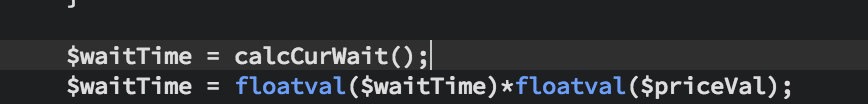 }
$waitTime = calcCurWait();
$waitTime = floatval($waitTime)*floatval($priceVal);